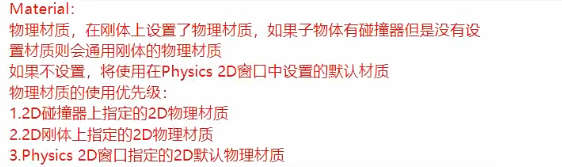 Material：
物理材质，在刚体上设置了物理材质，如果子物体有碰撞器但是没有设
置材质则会通用刚体的物理材质
如果不设置，将使用在Physics 2D窗口中设置的默认材质
物理材质的使用优先级：
1.2D碰撞器上指定的2D物理材质
2.2D刚体上指定的2D物理材质
3.Physics 2D窗口指定的2D默认物理材质